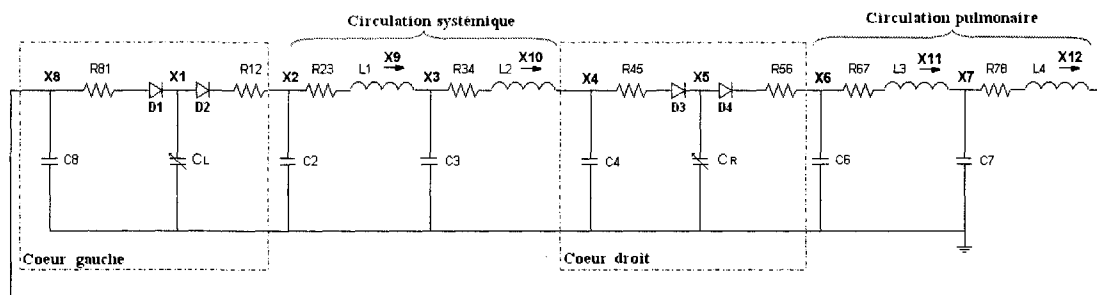 Circulation systémique
Circulation pulmonaire
X8 R81 X1 R12 X2 R23 L1 X9 X3 R34 L2 X10 X4 R45 X5 R56 X6 R67 L3 X11 X7 R78 L4 X12
D1 D2 D3 D4
C8 CL C2 C3 C4 CR C6 C7
Coeur gauche
Coeur droit